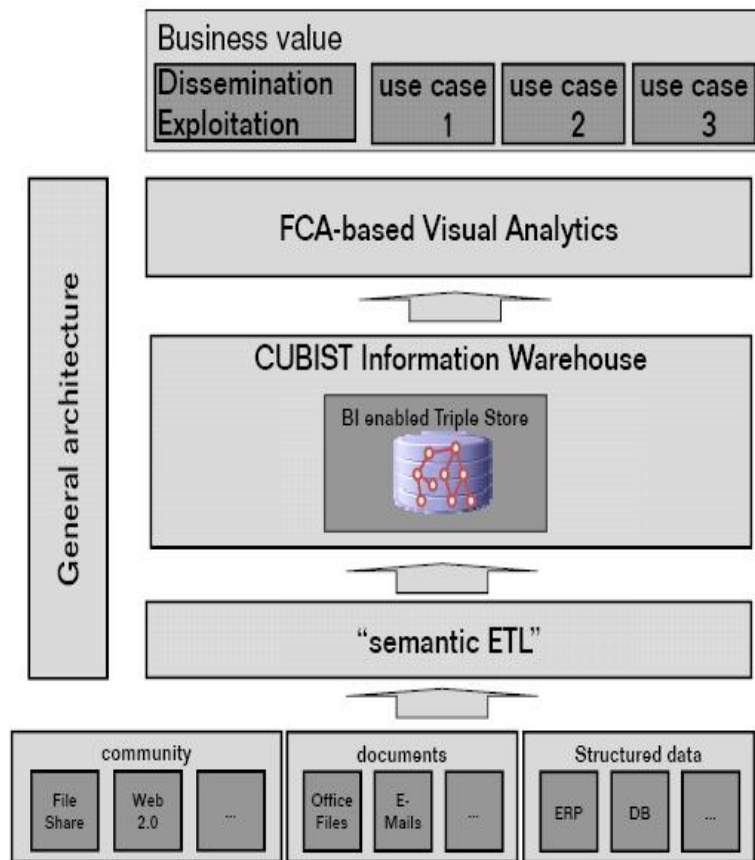 Business value
Dissemination
Exploitation
use case
1
use case
2
use case
3
General architecture
FCA-based Visual Analytics
CUBIST Information Warehouse
BI enabled Triple Store
“semantic ETL”
community
File
Share
Web
2.0
...
documents
Office
Files
E-
Mails
...
Structured data
ERP
DB
...